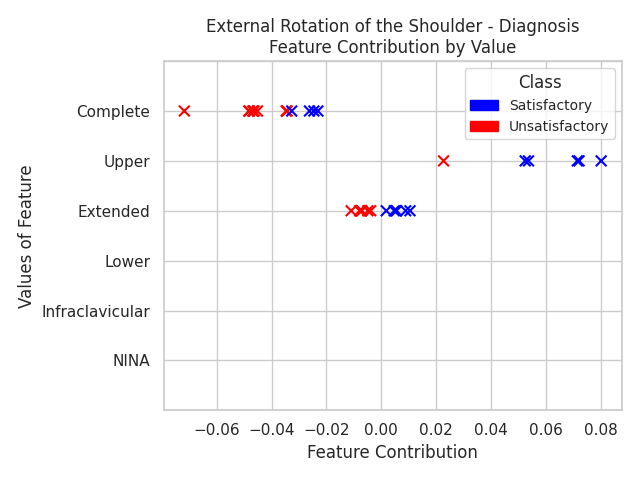 External Rotation of the Shoulder - Diagnosis
Feature Contribution by Value
Class
Satisfactory
Unsatisfactory
Values of Feature
Complete
Upper
Extended
Lower
Infraclavicular
NINA
−0.06 −0.04 −0.02 0.00 0.02 0.04 0.06 0.08
Feature Contribution